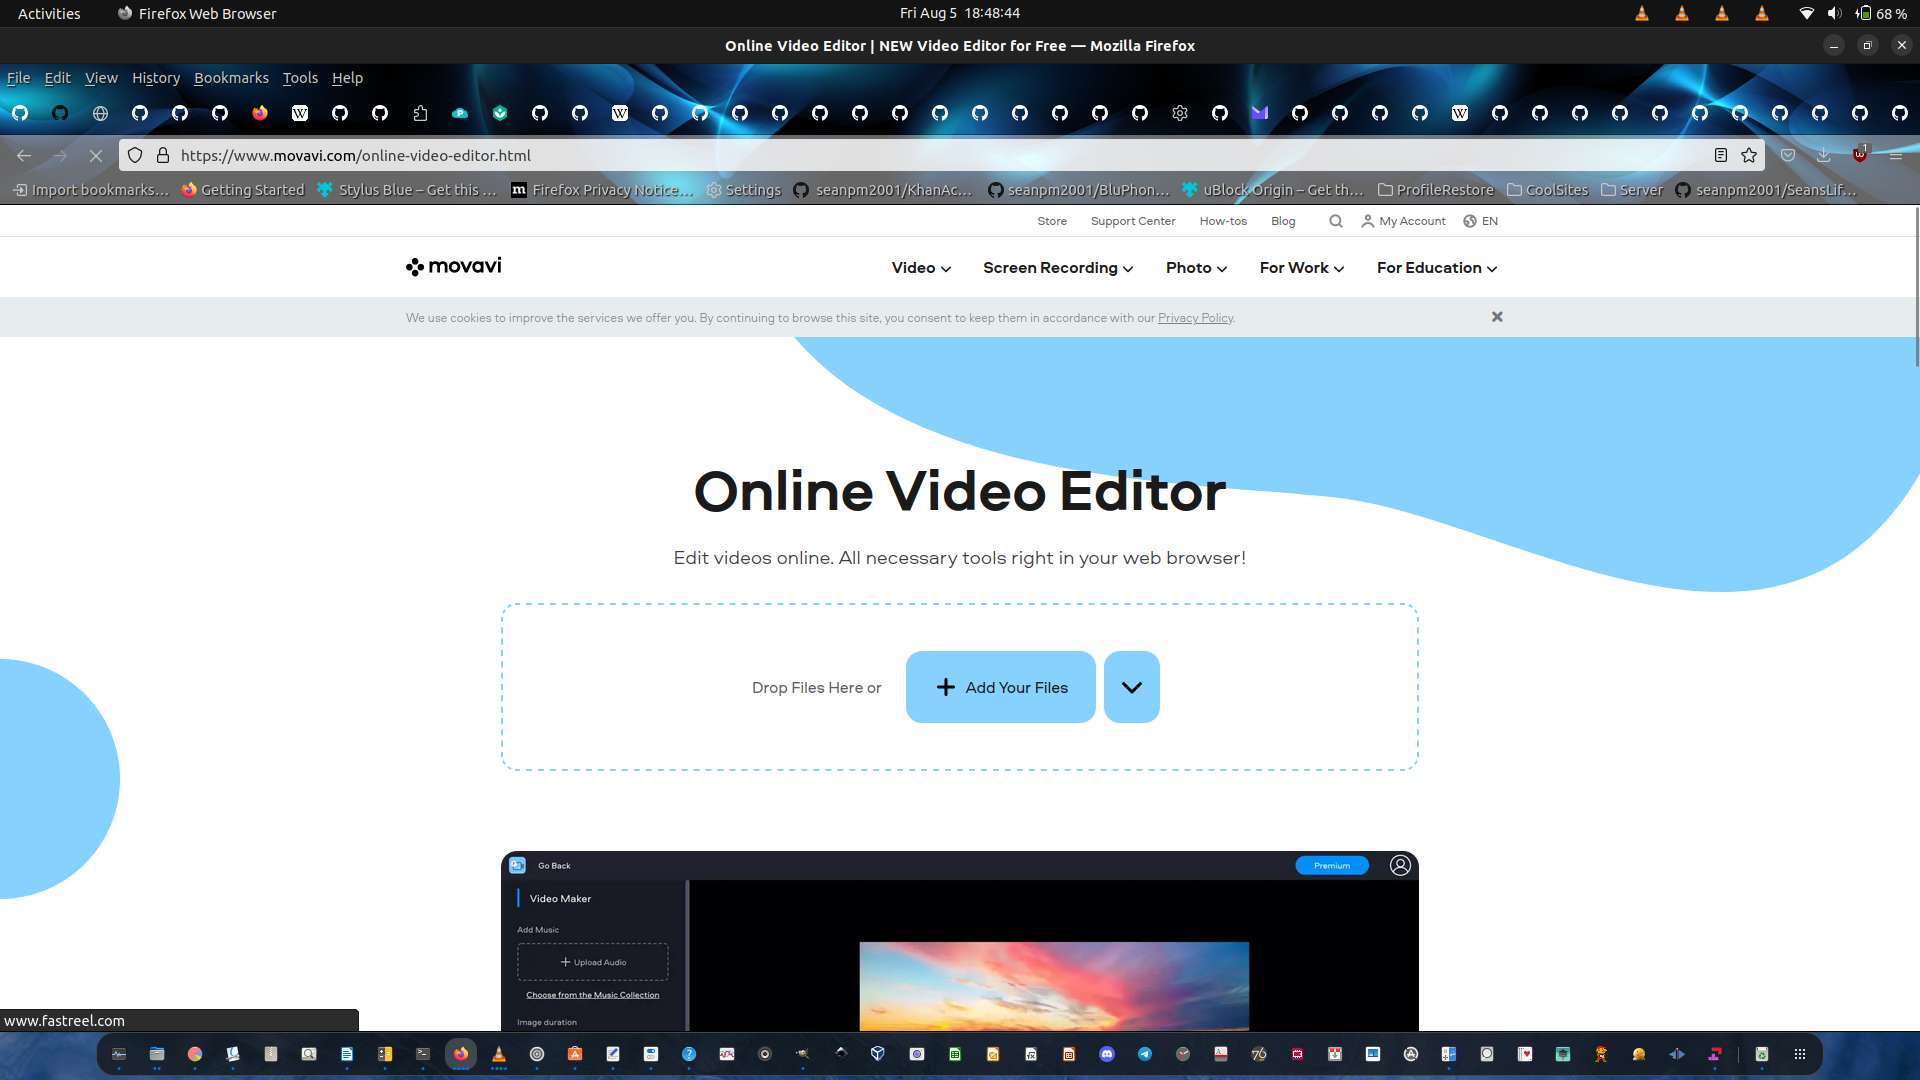 Activities Firefox Web Browser Fri Aug 5 18:48:44 68 %
Online Video Editor | NEW Video Editor for Free — Mozilla Firefox
File Edit View History Bookmarks Tools Help
https://www.movavi.com/online-video-editor.html 1
Import bookmarks… Getting Started Stylus Blue – Get this … Firefox Privacy Notice… Settings seanpm2001/KhanAc… seanpm2001/BluPhon… uBlock Origin – Get th… ProfileRestore CoolSites Server seanpm2001/SeansLif…
Store Support Center How-tos Blog My Account EN
movavi Video Screen Recording Photo For Work For Education
We use cookies to improve the services we offer you. By continuing to browse this site, you consent to keep them in accordance with our Privacy Policy.
Online Video Editor
Edit videos online. All necessary tools right in your web browser!
Drop Files Here or Add Your Files
Go Back Premium
Video Maker
Add Music
Upload Audio
Choose from the Music Collection
Image duration
www.fastreel.com